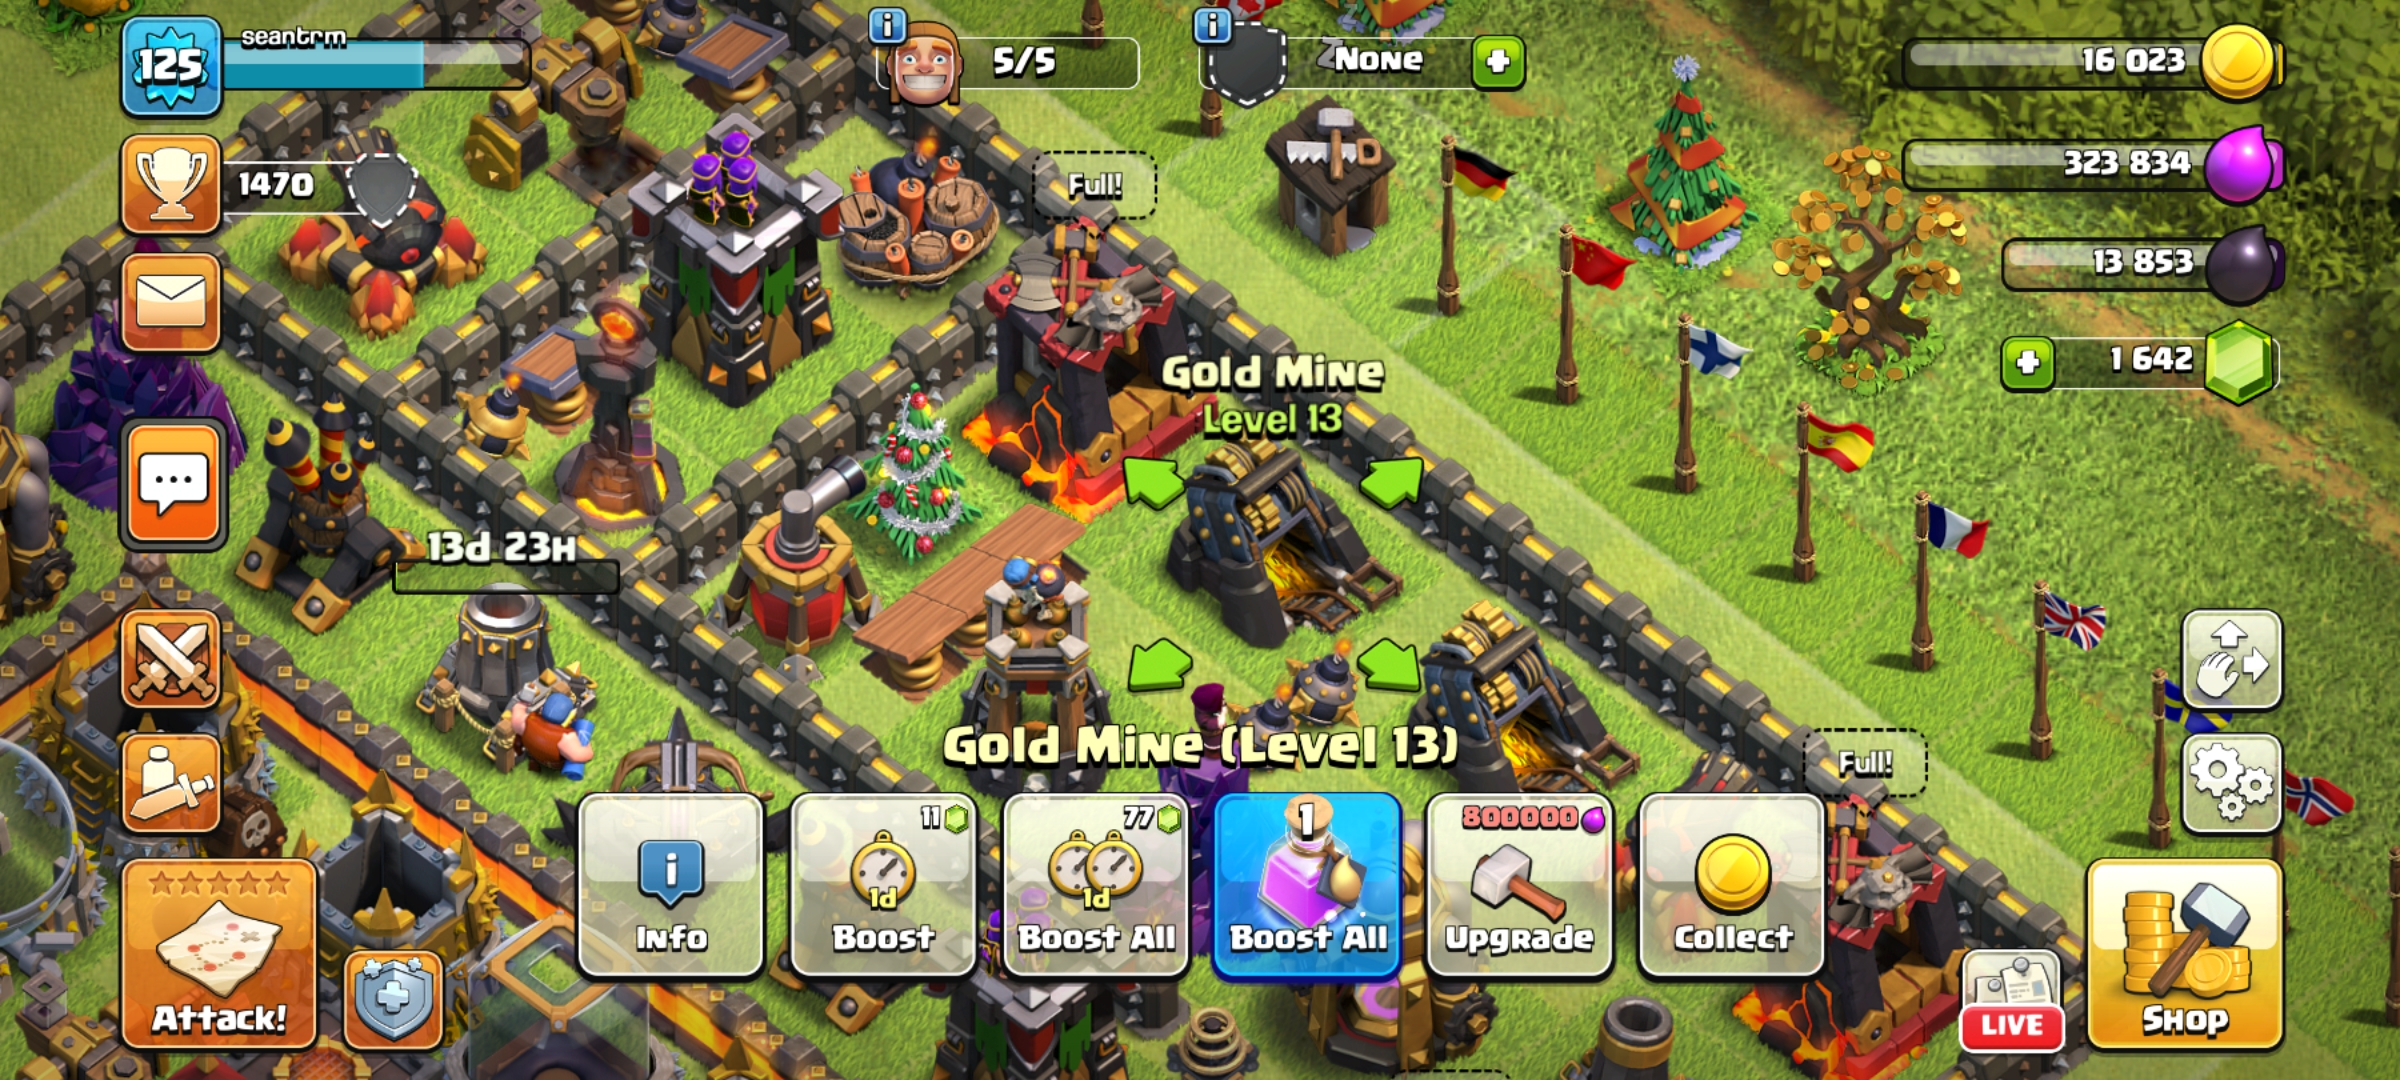 125
seantrm
5/5
None
16 023
1470
Full!
323 834
13 853
1 642
Gold Mine
Level 13
13d 23H
Gold Mine (Level 13)
Full!
Info
11
1d
Boost
77
1d
Boost All
1
Boost All
800000
Upgrade
Collect
Attack!
LIVE
Shop